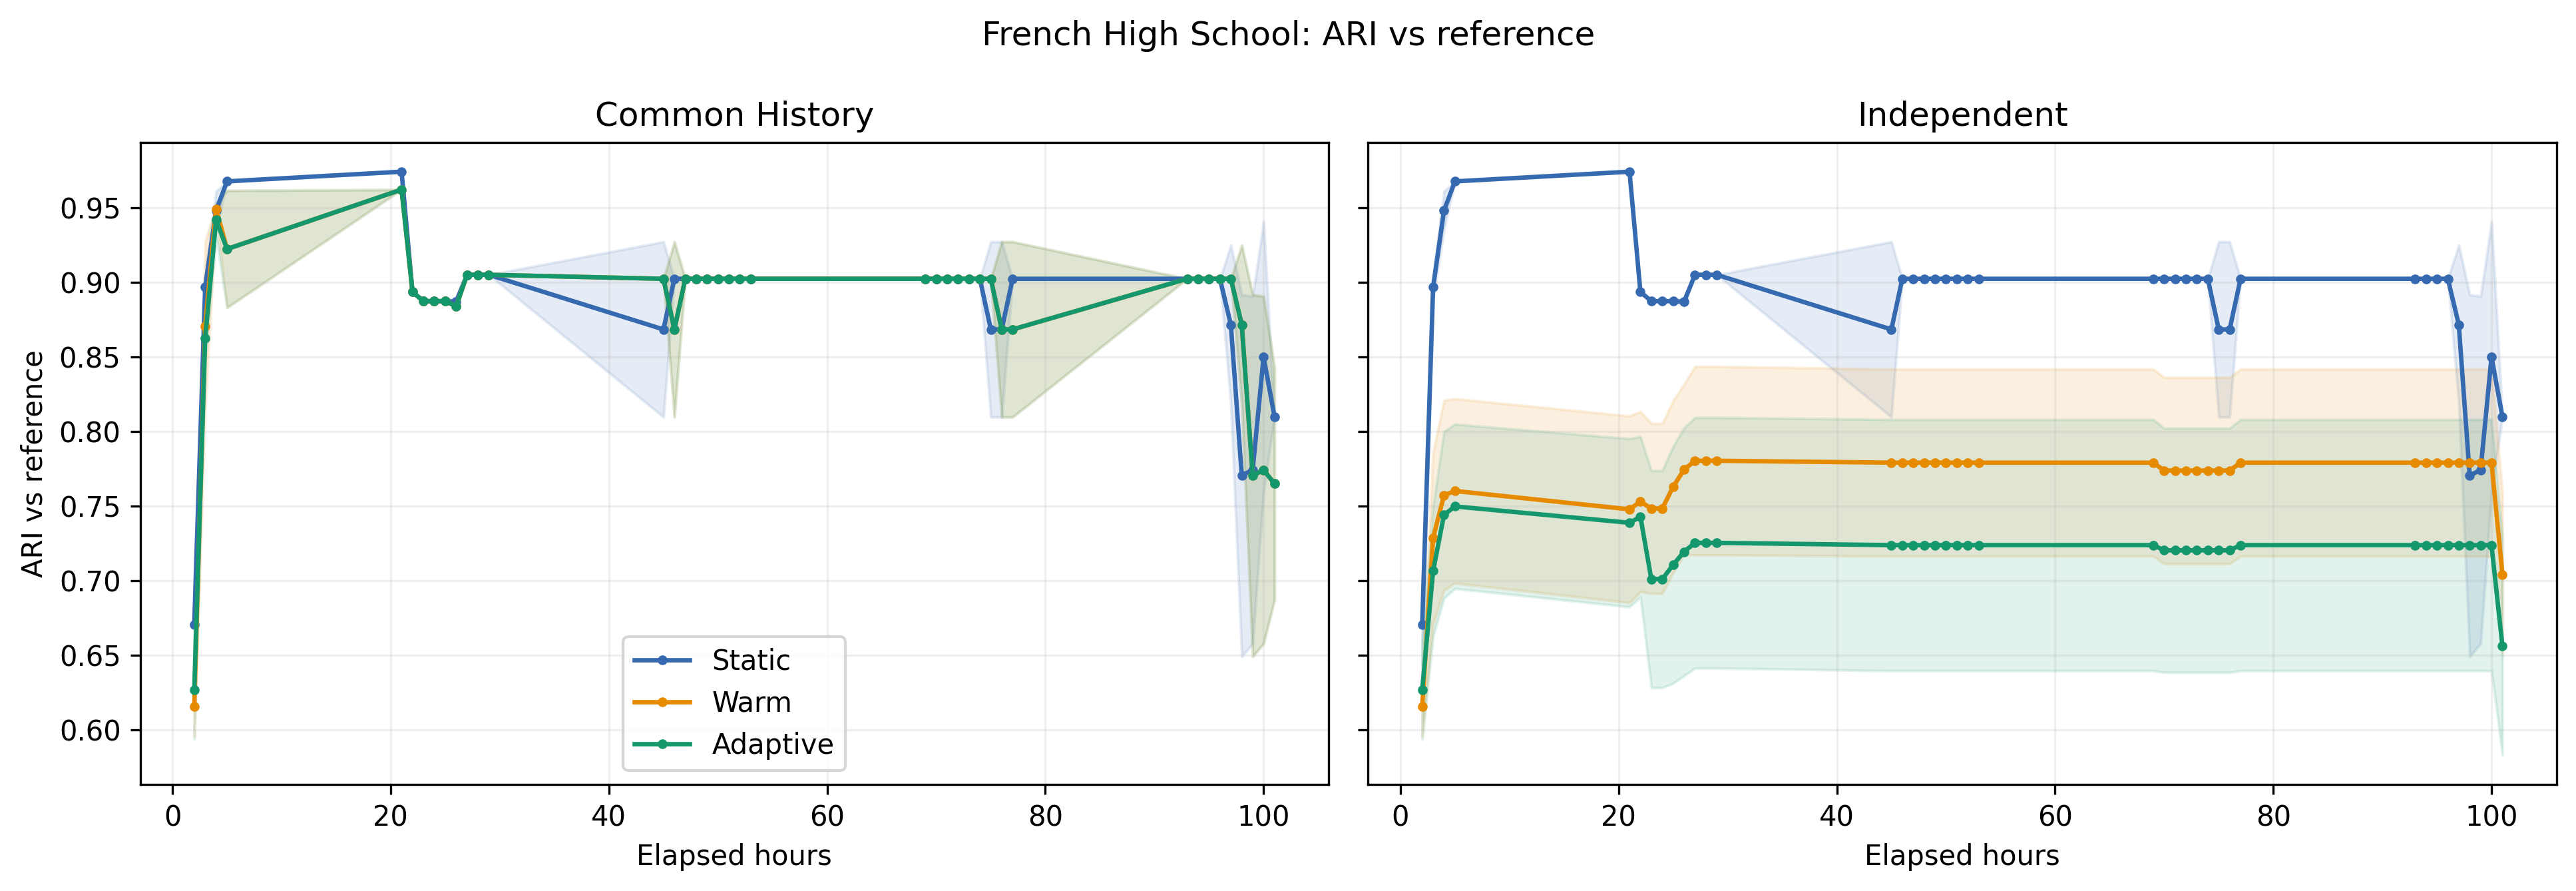 French High School: ARI vs reference
Common History
Independent
ARI vs reference
0.95
0.90
0.85
0.80
0.75
0.70
0.65
0.60
Static
Warm
Adaptive
0 20 40 60 80 100
0 20 40 60 80 100
Elapsed hours
Elapsed hours